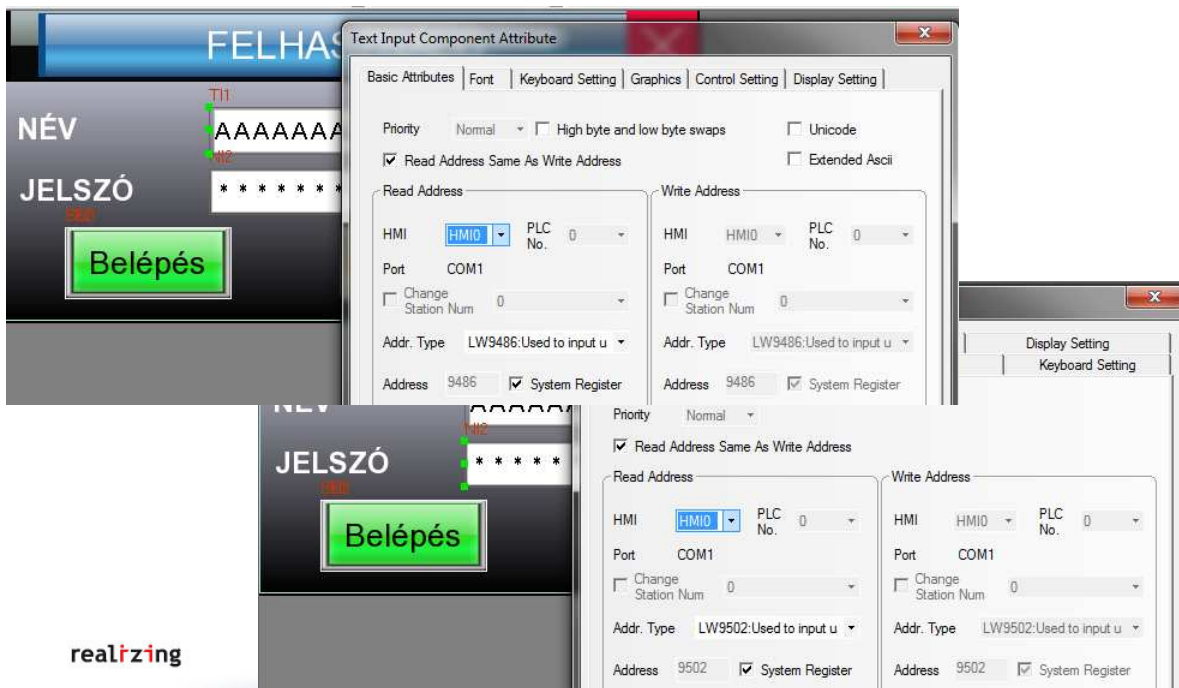 FELHAS
Text Input Component Attribute
Basic Attributes Font Keyboard Setting Graphics Control Setting Display Setting
TI1
NÉV
AAAAAAA
Priority Normal High byte and low byte swaps Unicode
Read Address Same As Write Address Extended Ascii
NI2
JELSZÓ
* * * * * * *
Belépés
Read Address Write Address
HMI HMI0 PLC No. 0 HMI HMI0 PLC No. 0
Port COM1 Port COM1
Change Station Num 0 Change Station Num 0
Addr. Type LW9486:Used to input u Addr. Type LW9486:Used to input u
Address 9486 System Register Address 9486 System Register
Display Setting
Keyboard Setting
NÉV
AAAAAA
NI2
JELSZÓ
* * * * *
Belépés
Priority Normal
Read Address Same As Write Address
Read Address Write Address
HMI HMI0 PLC No. 0 HMI HMI0 PLC No. 0
Port COM1 Port COM1
Change Station Num 0 Change Station Num 0
Addr. Type LW9502:Used to input u Addr. Type LW9502:Used to input u
Address 9502 System Register Address 9502 System Register
realizing